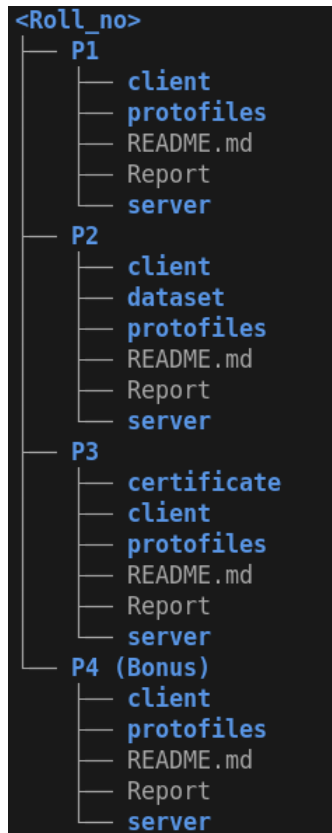 <Roll_no>
P1
client
protofiles
README.md
Report
server
P2
client
dataset
protofiles
README.md
Report
server
P3
certificate
client
protofiles
README.md
Report
server
P4 (Bonus)
client
protofiles
README.md
Report
server